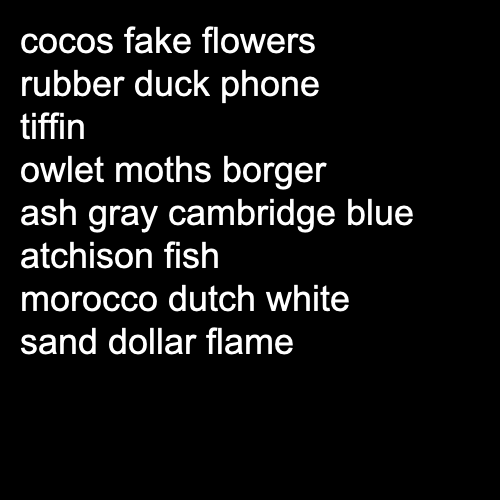 cocos fake flowers
rubber duck phone
tiffin
owlet moths borger
ash gray cambridge blue
atchison fish
morocco dutch white
sand dollar flame